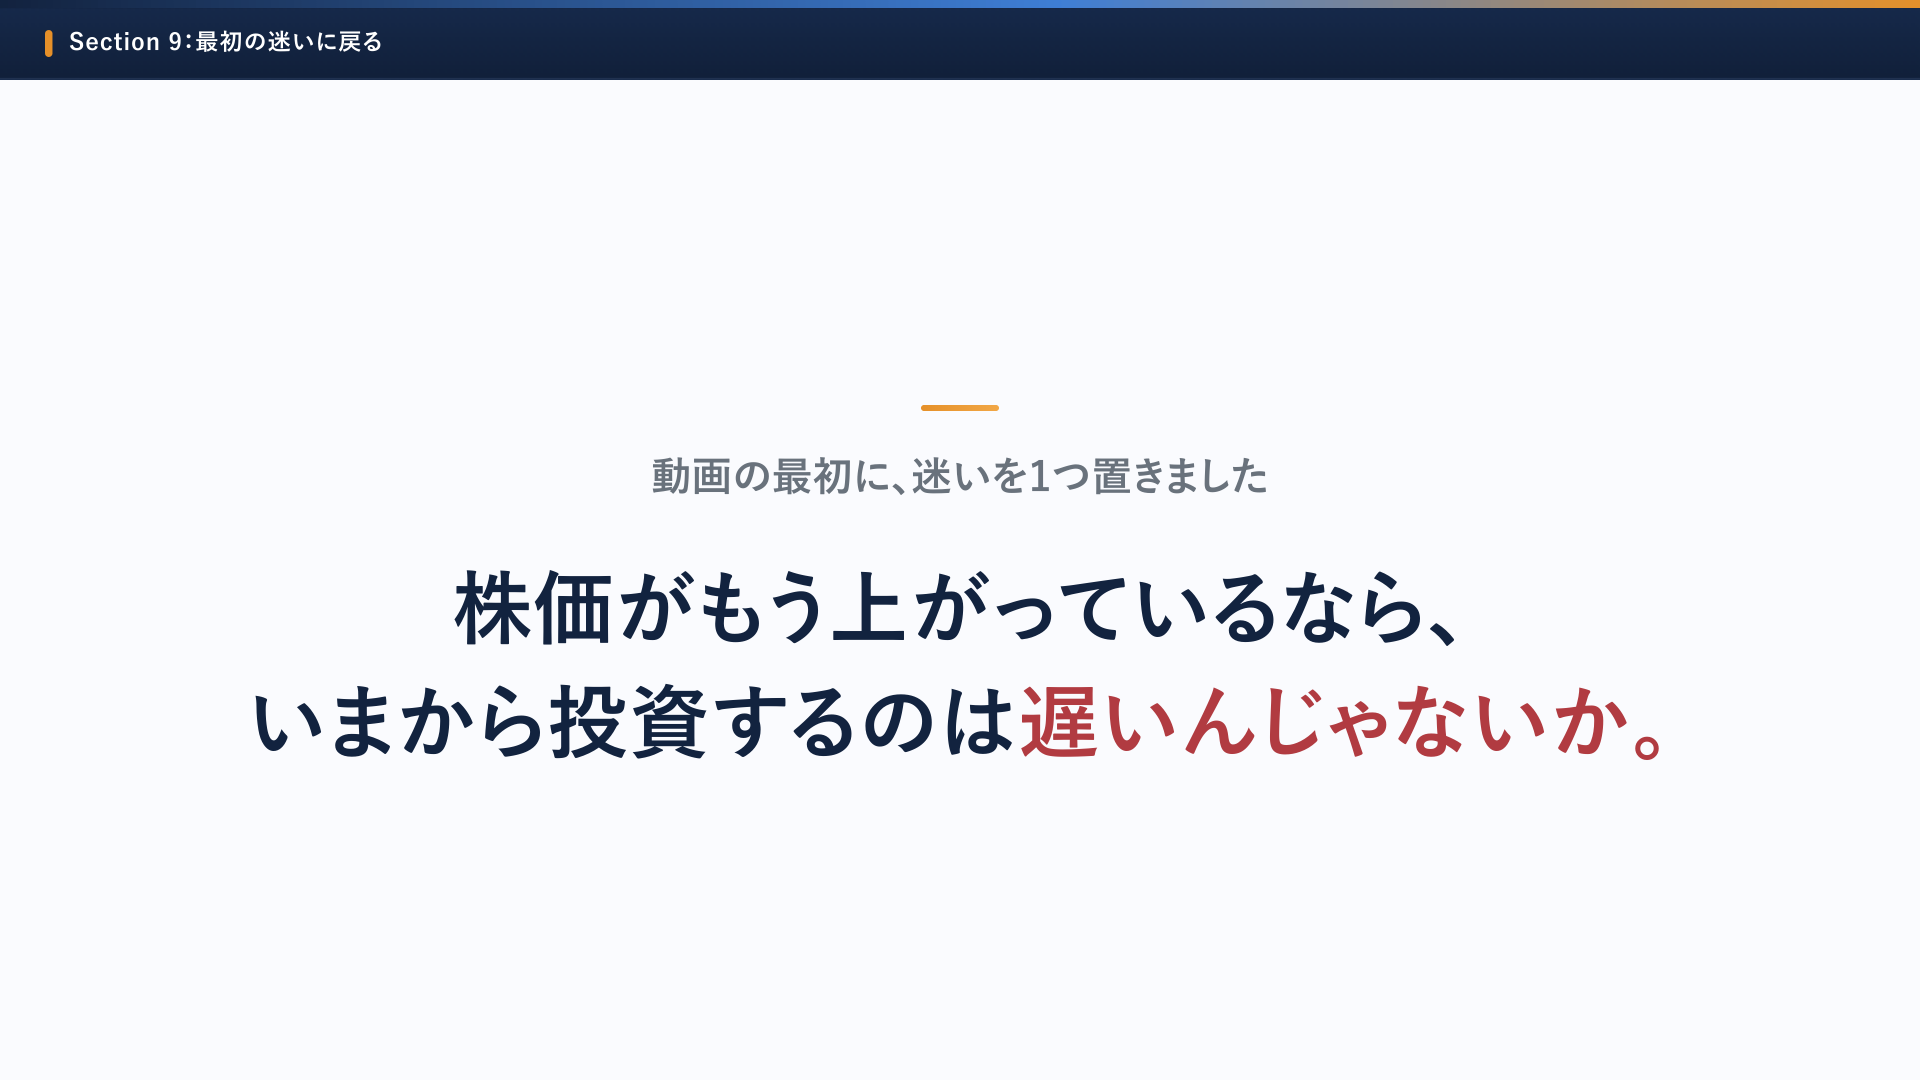 Section 9：最初の迷いに戻る
動画の最初に、迷いを1つ置きました
株価がもう上がっているなら、
いまから投資するのは遅いんじゃないか。